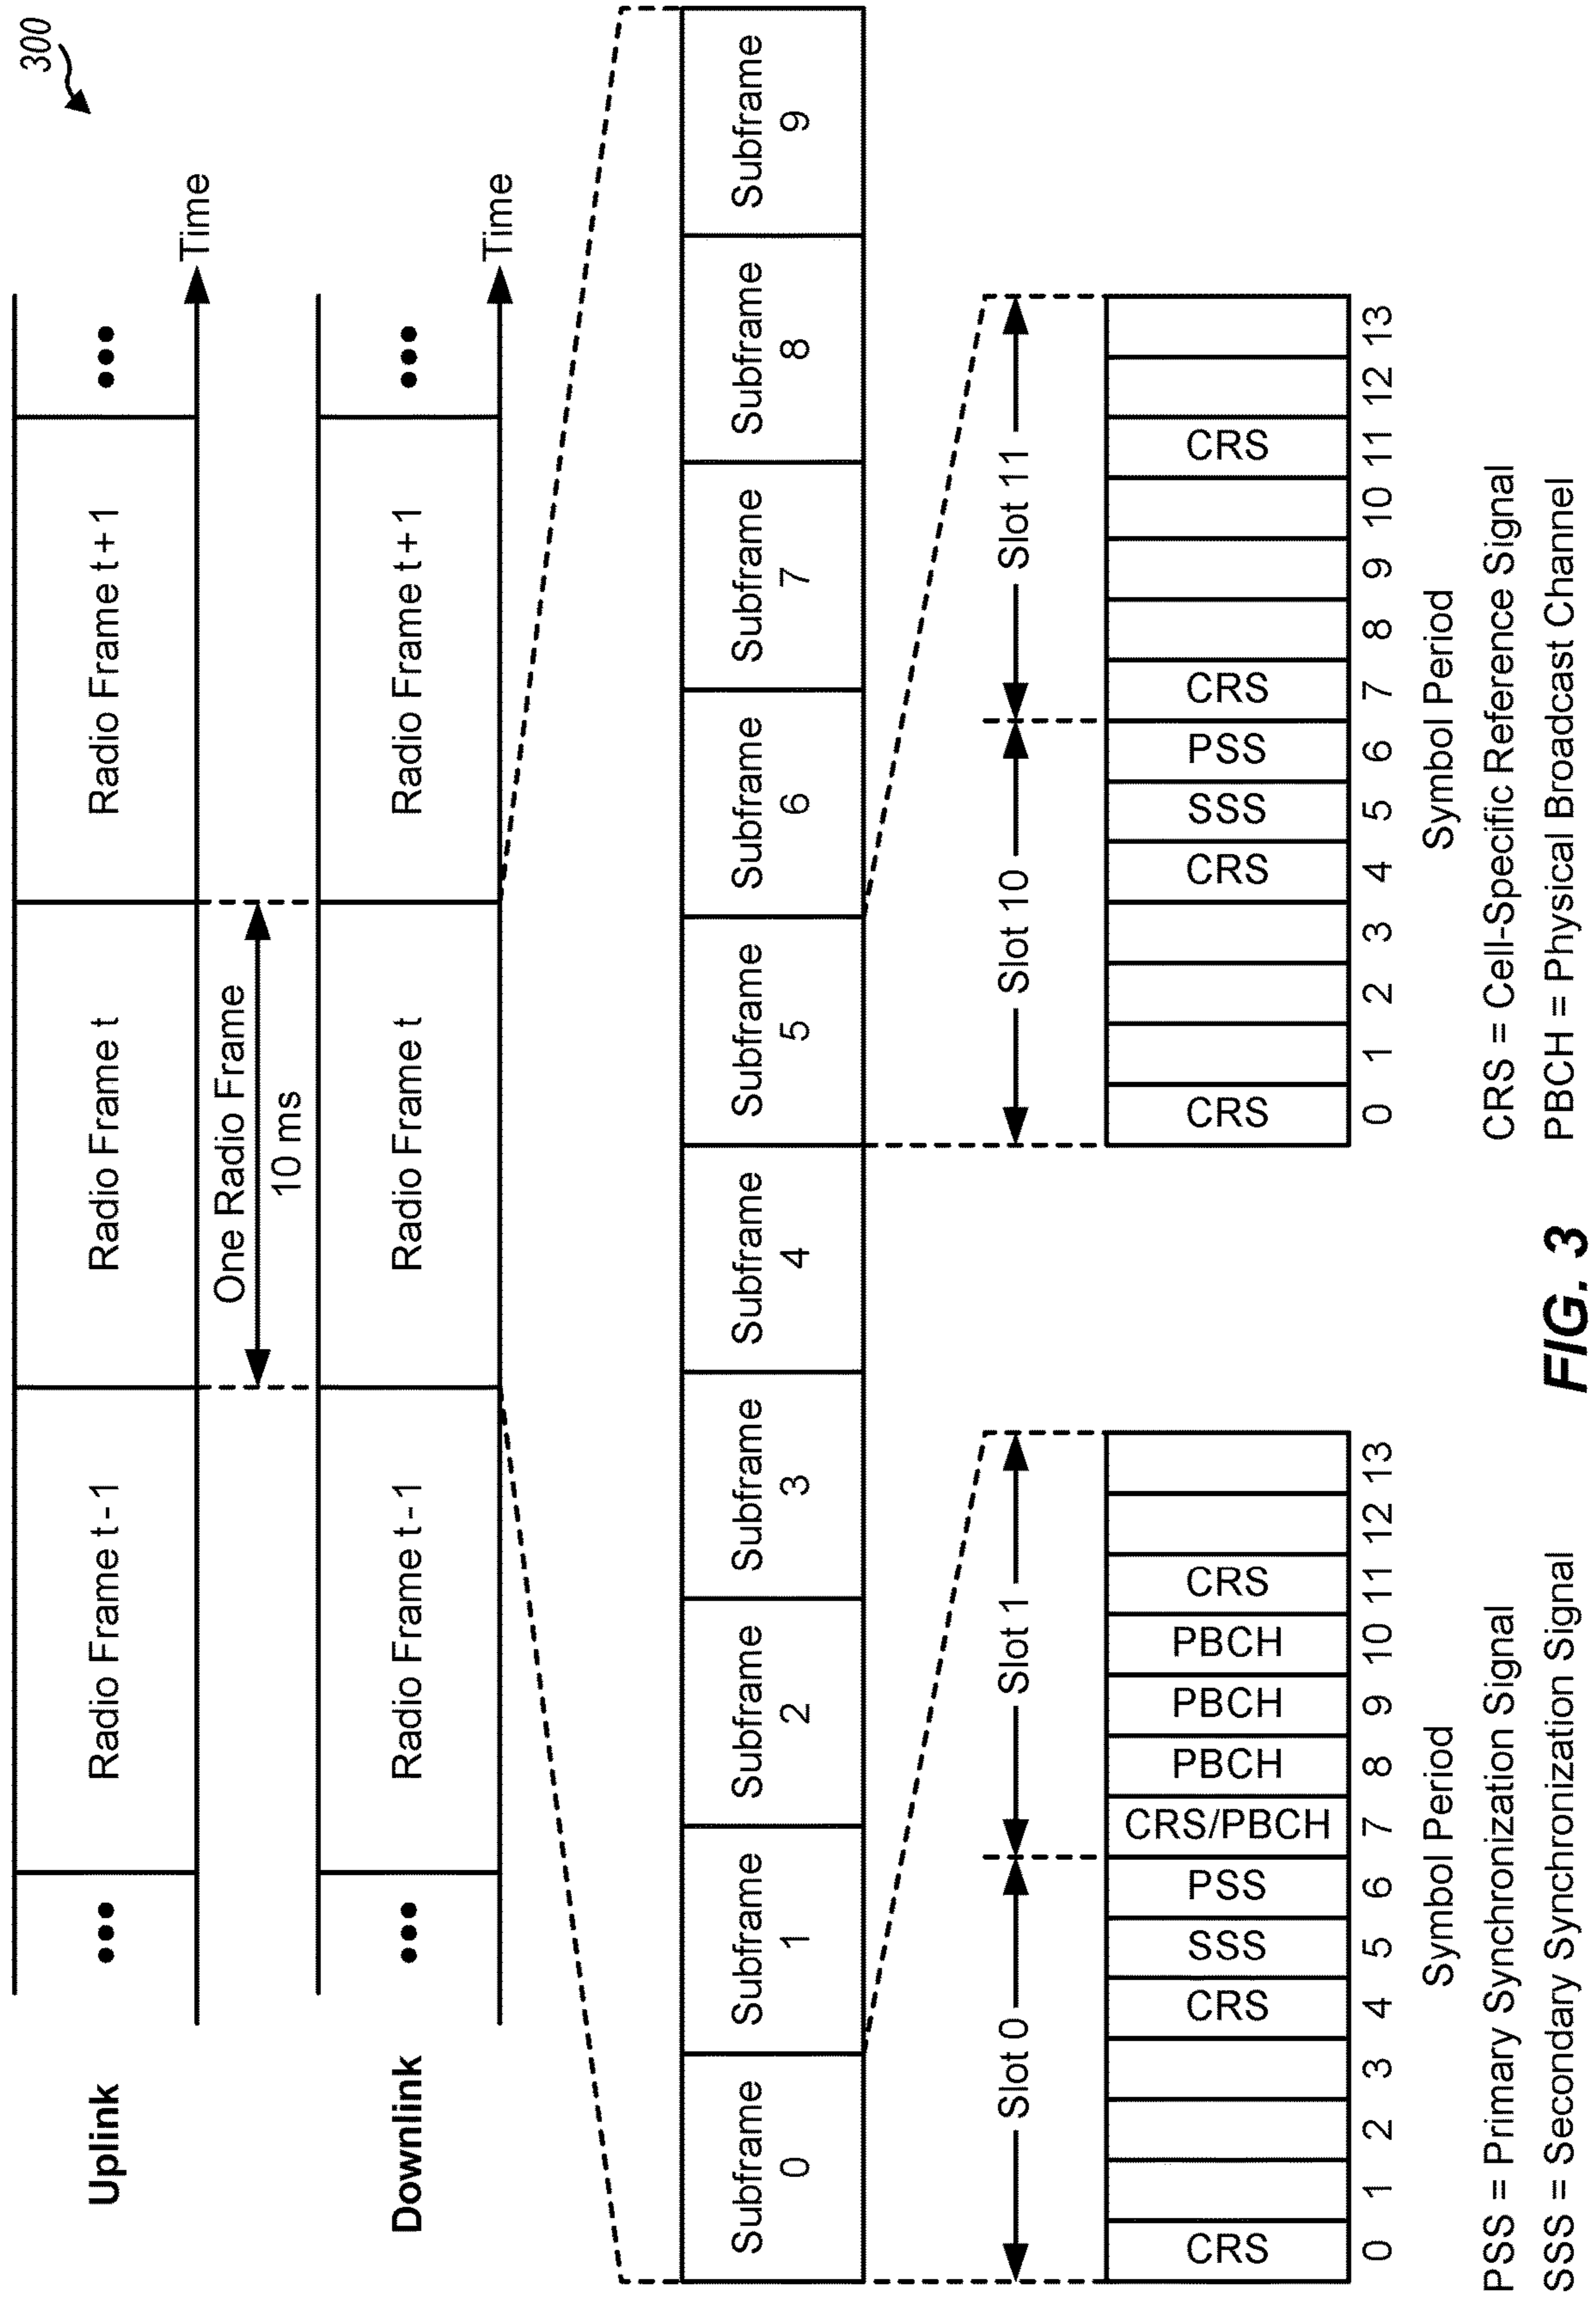 300
Uplink
••• Radio Frame t - 1 Radio Frame t Radio Frame t + 1 •••
Time
One Radio Frame
10 ms
Downlink
••• Radio Frame t - 1 Radio Frame t Radio Frame t + 1 •••
Time
Subframe Subframe Subframe Subframe Subframe Subframe Subframe Subframe Subframe Subframe
0 1 2 3 4 5 6 7 8 9
Slot 0 Slot 1
CRS CRS SSS PSS CRS/PBCH PBCH PBCH PBCH CRS
0 1 2 3 4 5 6 7 8 9 10 11 12 13
Symbol Period
Slot 10 Slot 11
CRS CRS SSS PSS CRS CRS
0 1 2 3 4 5 6 7 8 9 10 11 12 13
Symbol Period
PSS = Primary Synchronization Signal
SSS = Secondary Synchronization Signal
CRS = Cell-Specific Reference Signal
PBCH = Physical Broadcast Channel
FIG. 3